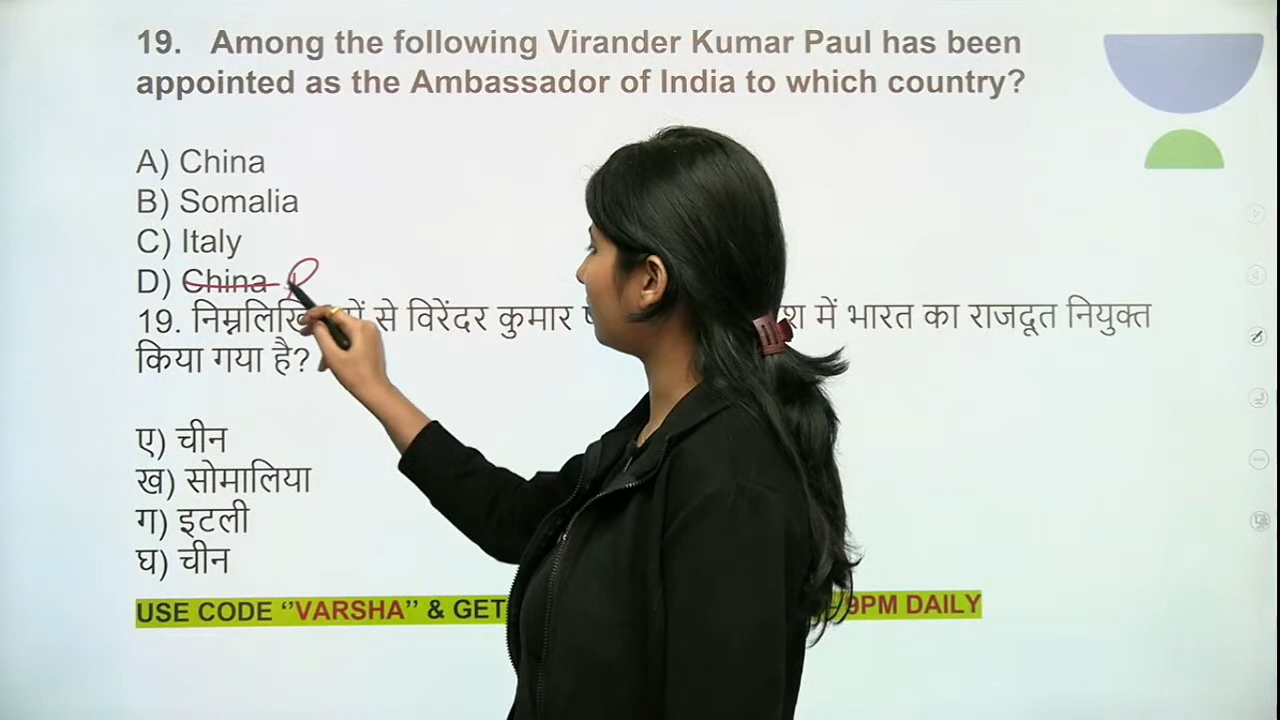 19. Among the following Virander Kumar Paul has been
appointed as the Ambassador of India to which country?
A) China
B) Somalia
C) Italy
D) China
19. निम्नलिखित में से विरेंदर कुमार में भारत का राजदूत नियुक्त
किया गया है?
ए) चीन
ख) सोमालिया
ग) इटली
घ) चीन
USE CODE ‘’VARSHA’’ & GET 9PM DAILY